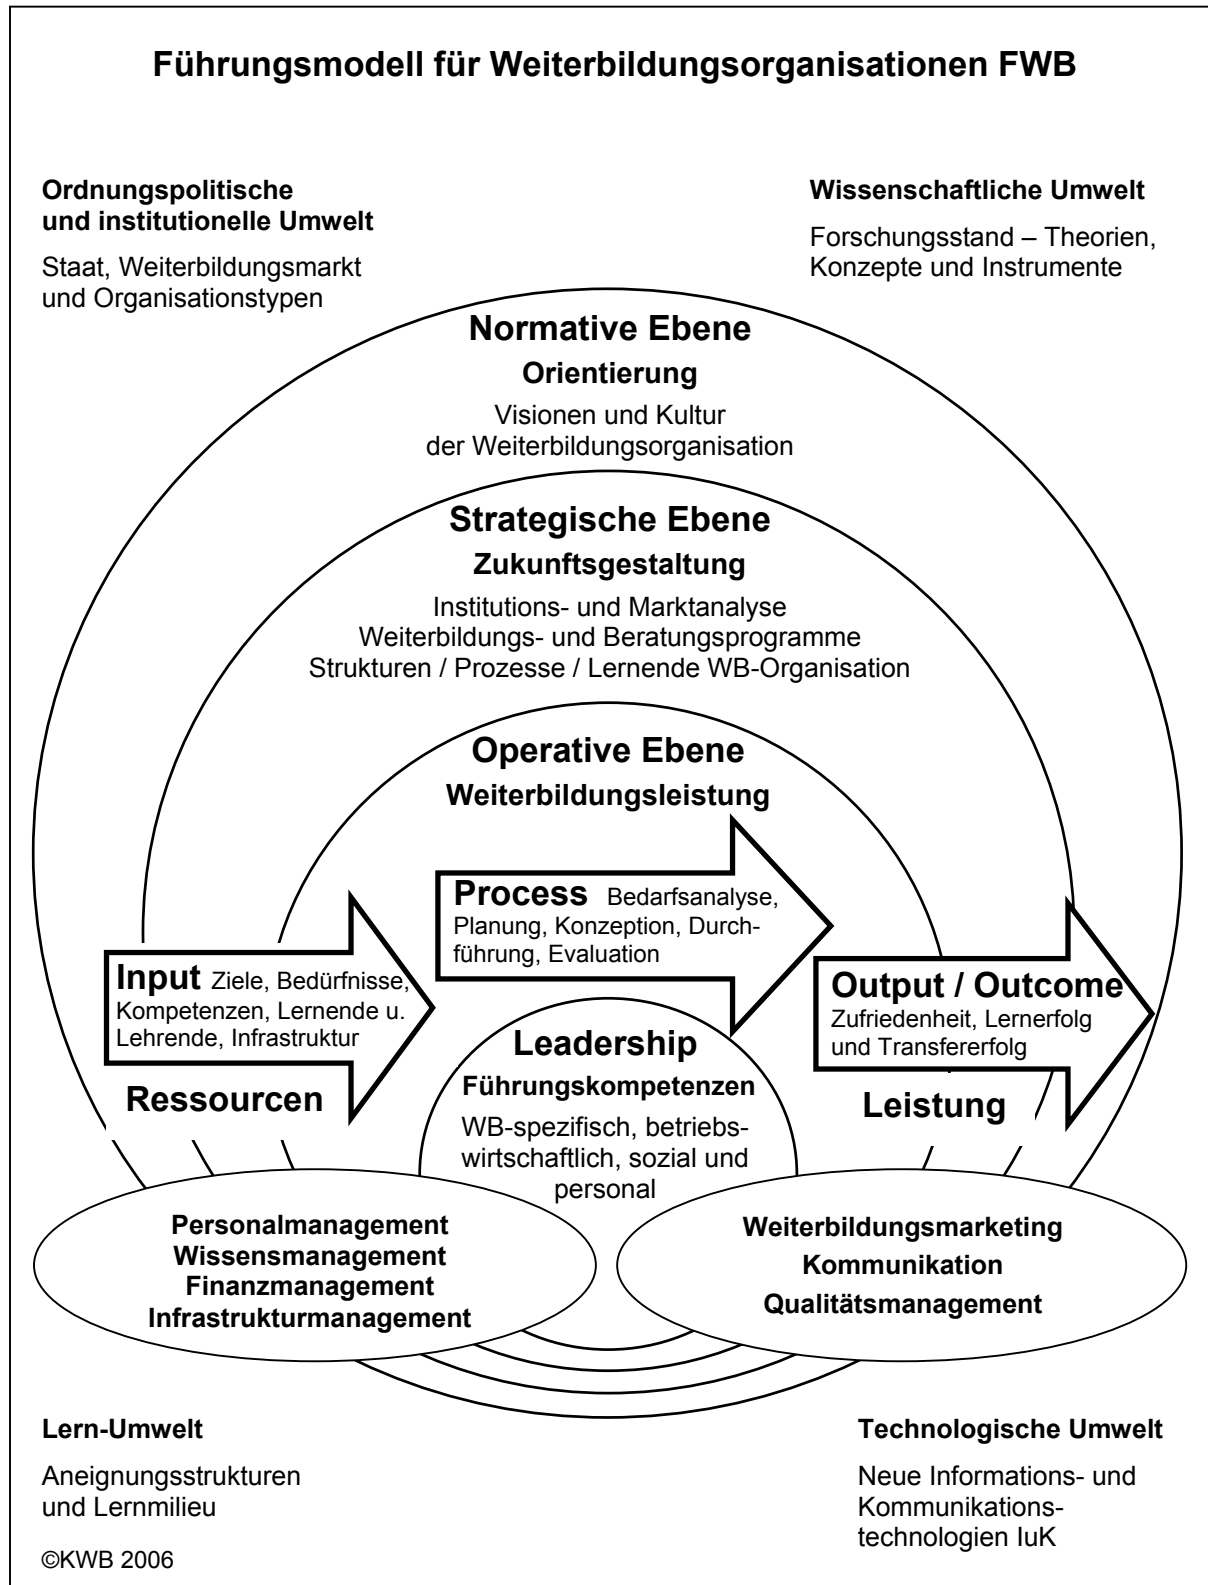 Führungsmodell für Weiterbildungsorganisationen FWB
Ordnungspolitische
und institutionelle Umwelt
Staat, Weiterbildungsmarkt
und Organisationstypen
Wissenschaftliche Umwelt
Forschungsstand – Theorien,
Konzepte und Instrumente
Normative Ebene
Orientierung
Visionen und Kultur
der Weiterbildungsorganisation
Strategische Ebene
Zukunftsgestaltung
Institutions- und Marktanalyse
Weiterbildungs- und Beratungsprogramme
Strukturen / Prozesse / Lernende WB-Organisation
Operative Ebene
Weiterbildungsleistung
Input Ziele, Bedürfnisse,
Kompetenzen, Lernende u.
Lehrende, Infrastruktur
Ressourcen
Process Bedarfsanalyse,
Planung, Konzeption, Durch-
führung, Evaluation
Output / Outcome
Zufriedenheit, Lernerfolg
und Transfererfolg
Leistung
Leadership
Führungskompetenzen
WB-spezifisch, betriebs-
wirtschaftlich, sozial und
personal
Personalmanagement
Wissensmanagement
Finanzmanagement
Infrastrukturmanagement
Weiterbildungsmarketing
Kommunikation
Qualitätsmanagement
Lern-Umwelt
Aneignungsstrukturen
und Lernmilieu
Technologische Umwelt
Neue Informations- und
Kommunikations-
technologien IuK
©KWB 2006